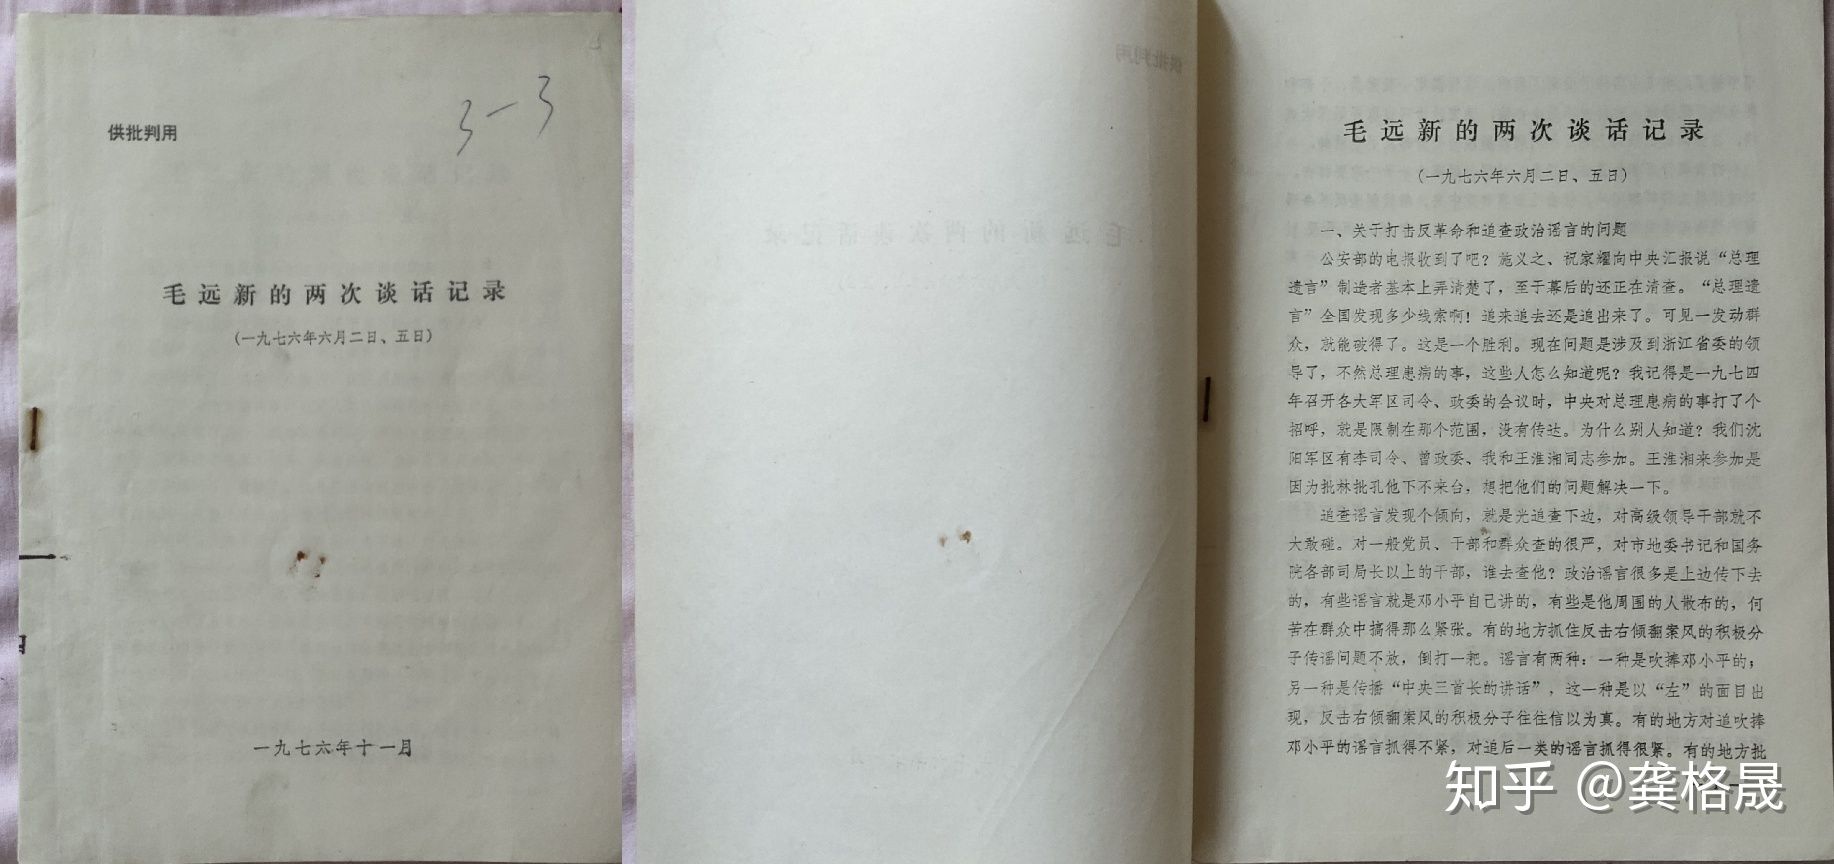 3-3
供批判用
毛远新的两次谈话记录
(一九七六年六月二日、五日)
一九七六年十一月
毛远新的两次谈话记录
(一九七六年六月二日、五日)
一、关于打击反革命和追查政治谣言的问题
公安部的电报收到了吧？施义之、祝家耀向中央汇报说“总理
遗言”制造者基本上弄清楚了，至于幕后的还正在清查。“总理遗
言”全国发现多少线索啊！追来追去还是追出来了。可见一发动群
众，就能破得了。这是一个胜利。现在问题是涉及到浙江省委的领
导了，不然总理患病的事，这些人怎么知道呢？我记得是一九七四
年召开各大军区司令、政委的会议时，中央对总理患病的事打了个
招呼，就是限制在那个范围，没有传达。为什么别人知道？我们沈
阳军区有李司令、曾政委、我和王淮湘同志参加。王淮湘来参加是
因为批林批孔他下不来台，想把他们的问题解决一下。
追查谣言发现个倾向，就是光追查下边，对高级领导干部就不
大敢碰。对一般党员、干部和群众查的很严，对市地委书记和国务
院各部司局长以上的干部，谁去查他？政治谣言很多是上边传下去
的，有些谣言就是邓小平自己讲的，有些是他周围的人散布的，何
苦在群众中搞得那么紧张。有的地方抓住反击右倾翻案风的积极分
子传谣问题不放，倒打一耙。谣言有两种：一种是吹捧邓小平的；
另一种是传播“中央三首长的讲话”，这一种是以“左”的面目出
现，反击右倾翻案风的积极分子往往信以为真。有的地方对追吹捧
邓小平的谣言抓得不紧，对追后一类的谣言抓得很紧。有的地方批
知乎 @龚格晟